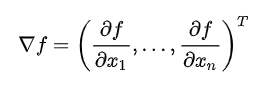 ∇f = (∂f/∂x₁, ..., ∂f/∂xₙ)ᵀ